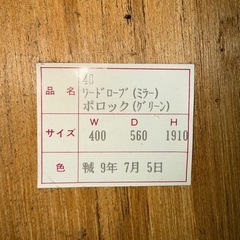 40
品名 ワードローブ(ミラー)
ポロック(グリーン)
W D H
サイズ 400 560 1910
色 9年 7月 5日